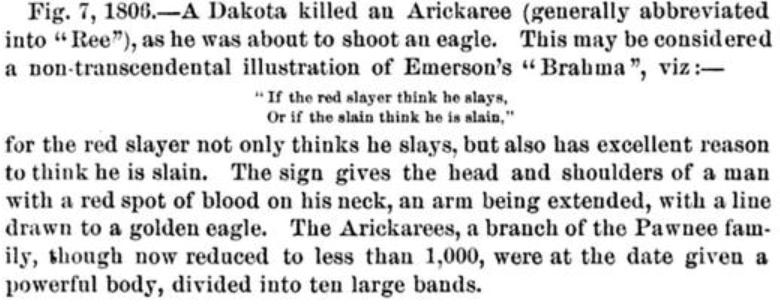 Fig. 7, 1806.—A Dakota killed an Arickaree (generally abbreviated
into “Ree”), as he was about to shoot an eagle. This may be considered
a non-transcendental illustration of Emerson's “Brahma”, viz:—
“If the red slayer think he slays,
Or if the slain think he is slain,”
for the red slayer not only thinks he slays, but also has excellent reason
to think he is slain. The sign gives the head and shoulders of a man
with a red spot of blood on his neck, an arm being extended, with a line
drawn to a golden eagle. The Arickarees, a branch of the Pawnee fam-
ily, though now reduced to less than 1,000, were at the date given a
powerful body, divided into ten large bands.